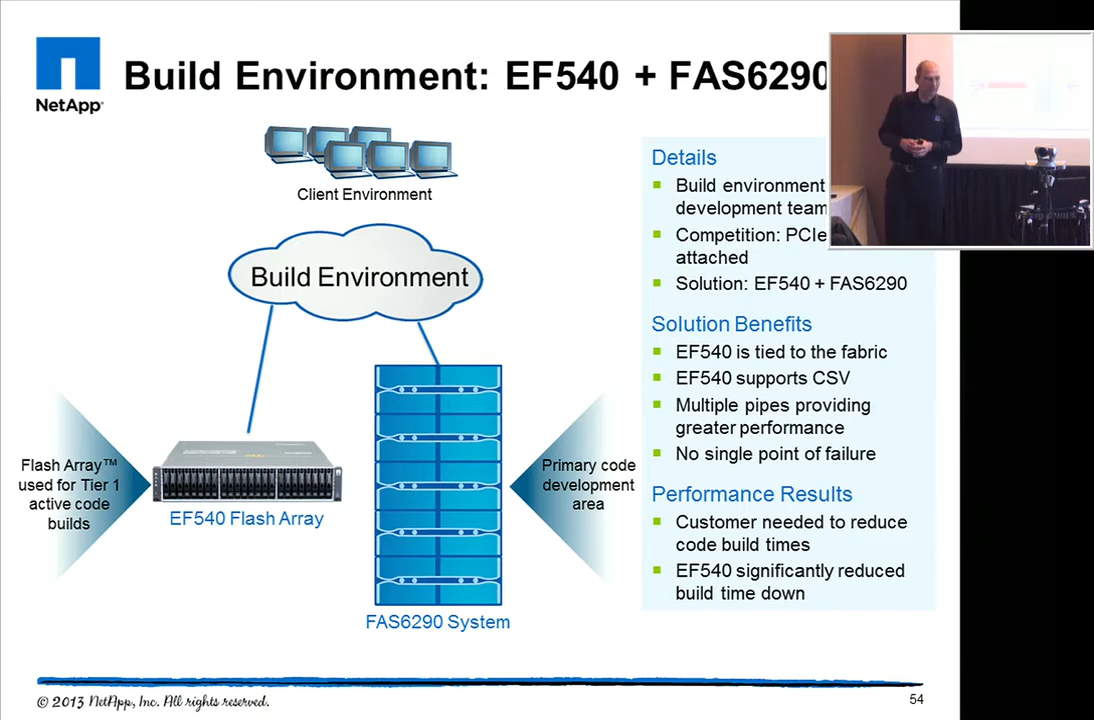 NetApp
Build Environment: EF540 + FAS6290
Client Environment
Build Environment
Flash Array™
used for Tier 1
active code
builds
EF540 Flash Array
FAS6290 System
Primary code
development
area
Details
Build environment
development team
Competition: PCIe
attached
Solution: EF540 + FAS6290
Solution Benefits
EF540 is tied to the fabric
EF540 supports CSV
Multiple pipes providing
greater performance
No single point of failure
Performance Results
Customer needed to reduce
code build times
EF540 significantly reduced
build time down
© 2013 NetApp, Inc. All rights reserved.
54